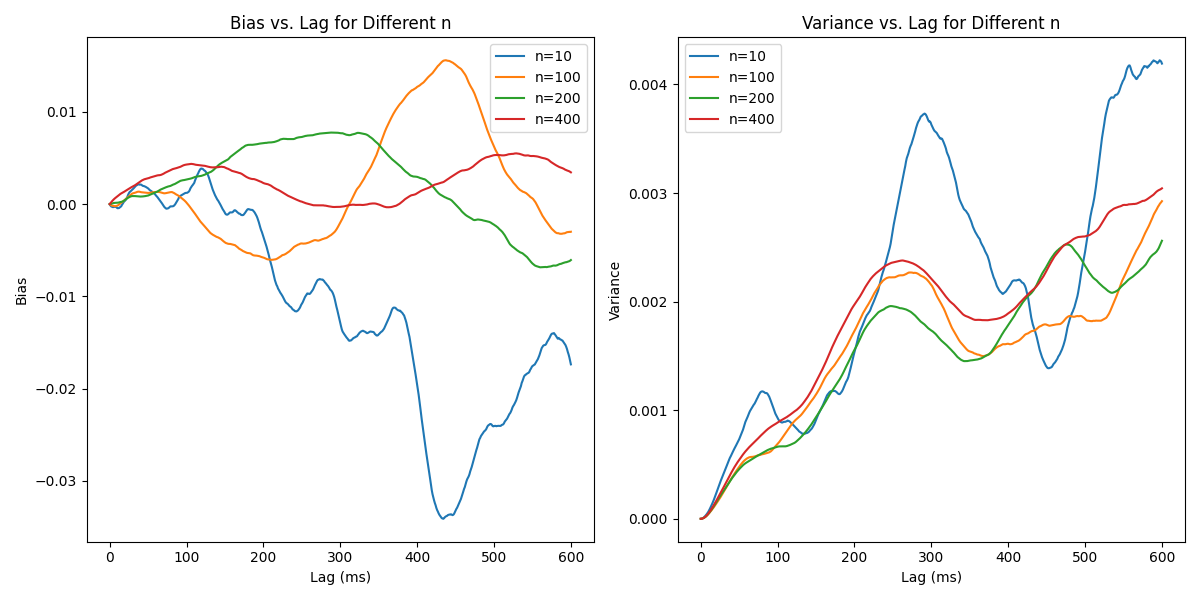 Bias vs. Lag for Different n
Bias
0.01
0.00
−0.01
−0.02
−0.03
0 100 200 300 400 500 600
Lag (ms)
n=10
n=100
n=200
n=400
Variance vs. Lag for Different n
Variance
0.004
0.003
0.002
0.001
0.000
0 100 200 300 400 500 600
Lag (ms)
n=10
n=100
n=200
n=400